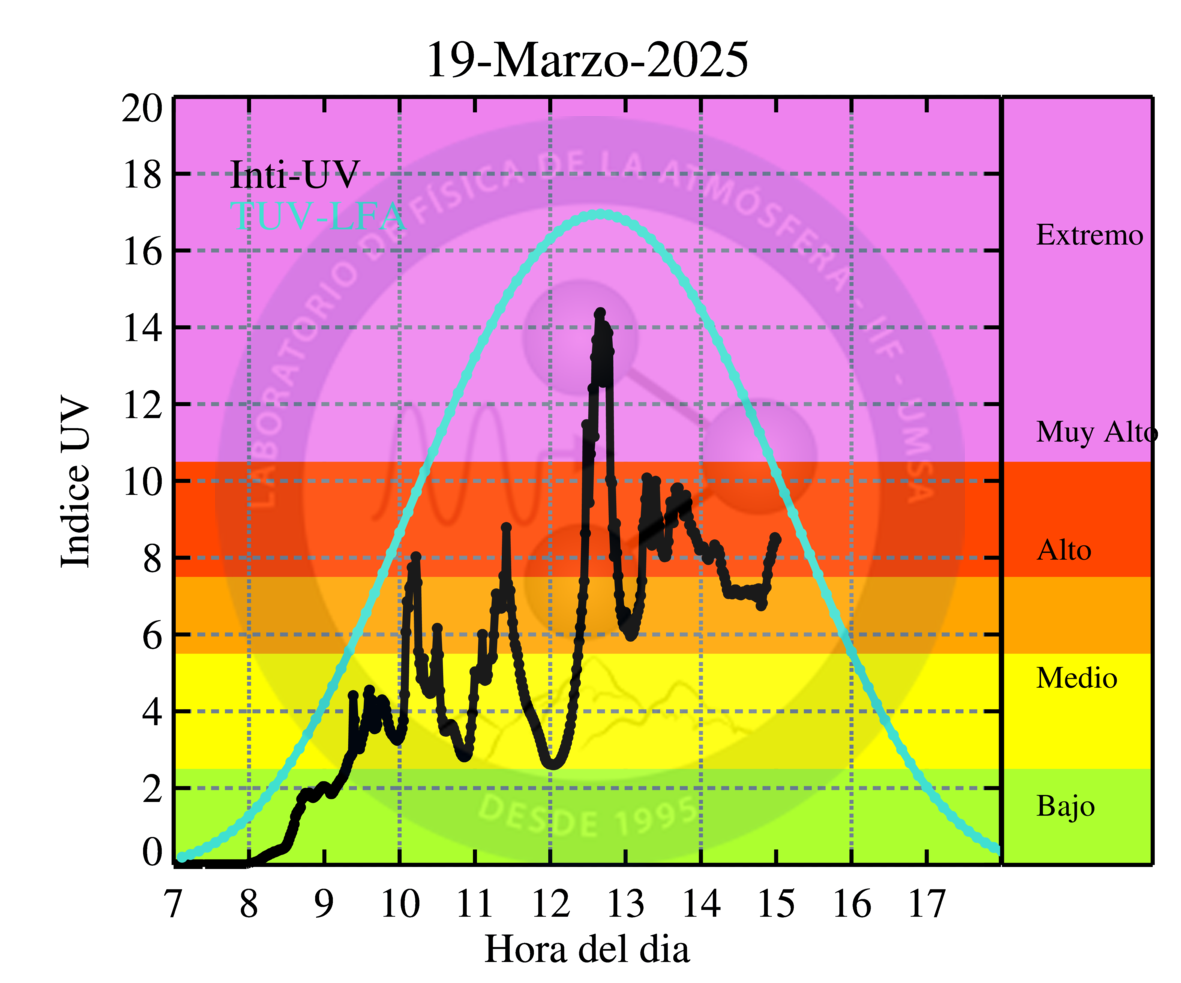 19-Marzo-2025
20
18
16
14
12
10
8
6
4
2
0
Indice UV
Inti-UV
TUV-LFA
LABORATORIO DE FÍSICA DE LA ATMÓSFERA - IIF - UMSA
DESDE 1995
Extremo
Muy Alto
Alto
Medio
Bajo
7 8 9 10 11 12 13 14 15 16 17
Hora del dia